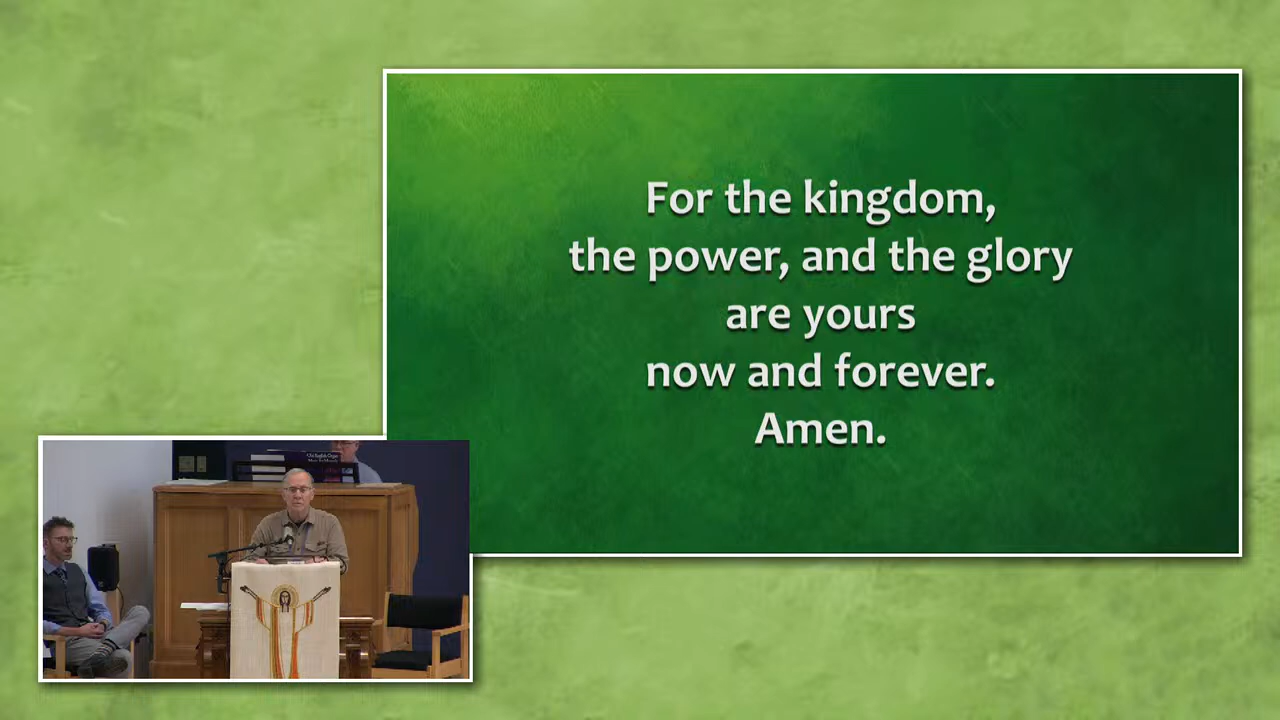 For the kingdom,
the power, and the glory
are yours
now and forever.
Amen.